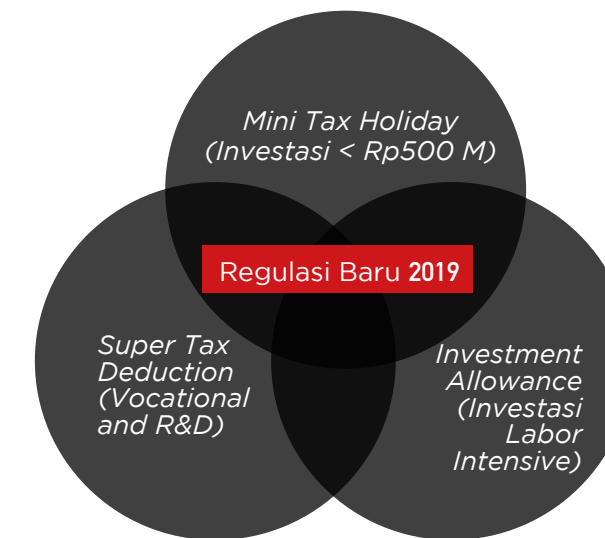 Mini Tax Holiday
(Investasi < Rp500 M)
Regulasi Baru 2019
Super Tax
Deduction
(Vocational
and R&D)
Investment
Allowance
(Investasi
Labor
Intensive)